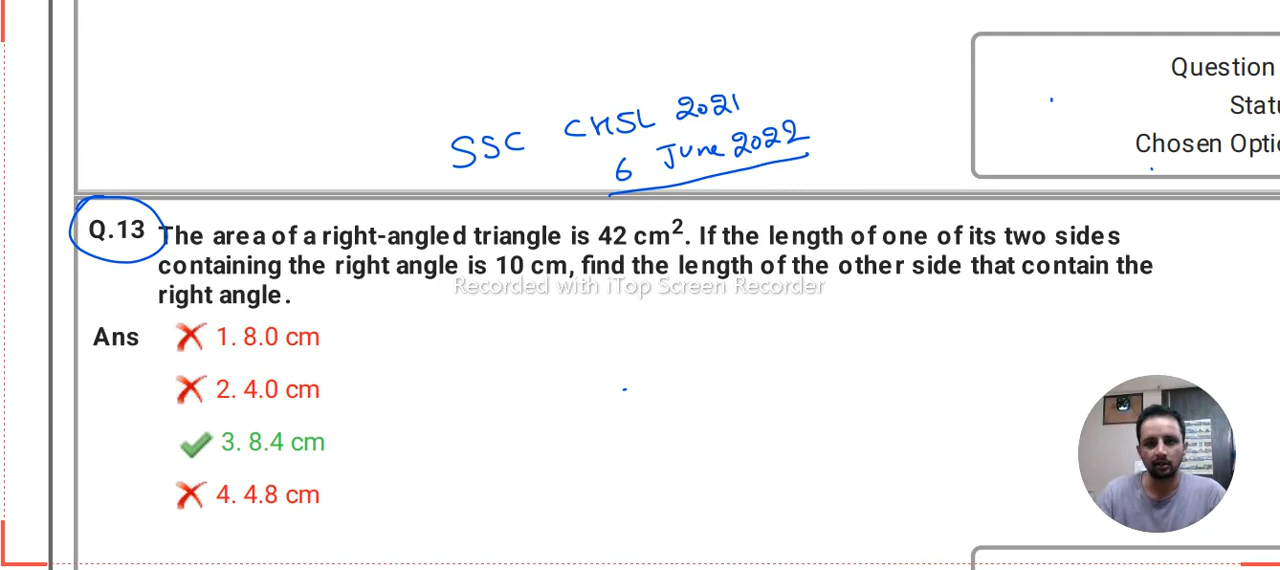 Question
Statu
Chosen Optio
SSC CHSL 2021
6 June 2022
Q.13 The area of a right-angled triangle is 42 cm². If the length of one of its two sides
containing the right angle is 10 cm, find the length of the other side that contain the
right angle.
Recorded with iTop Screen Recorder
Ans 1. 8.0 cm
2. 4.0 cm
3. 8.4 cm
4. 4.8 cm